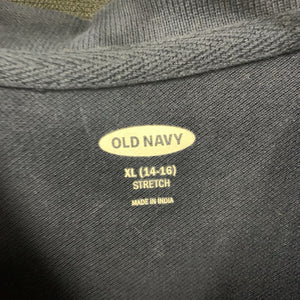 OLD NAVY
XL (14-16)
STRETCH
MADE IN INDIA